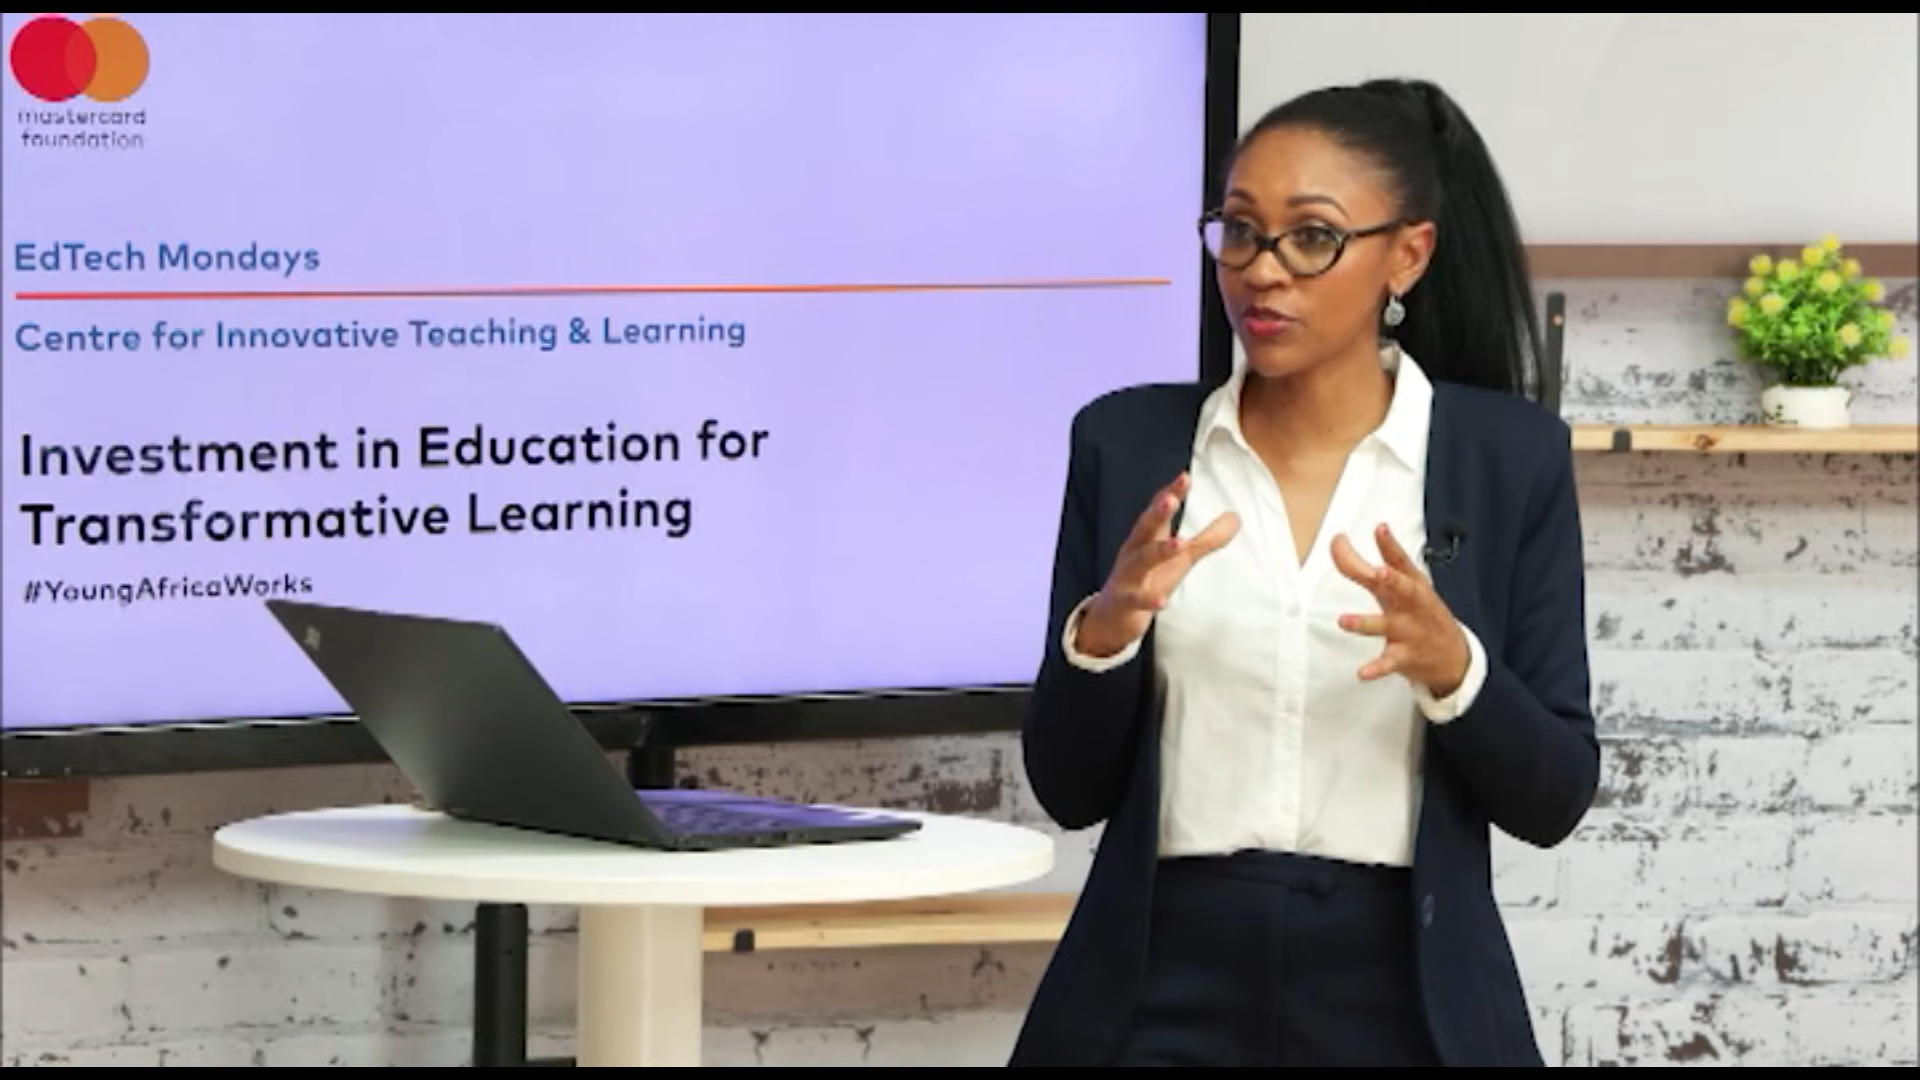 mastercard
foundation
EdTech Mondays
Centre for Innovative Teaching & Learning
Investment in Education for
Transformative Learning
#YoungAfricaWorks